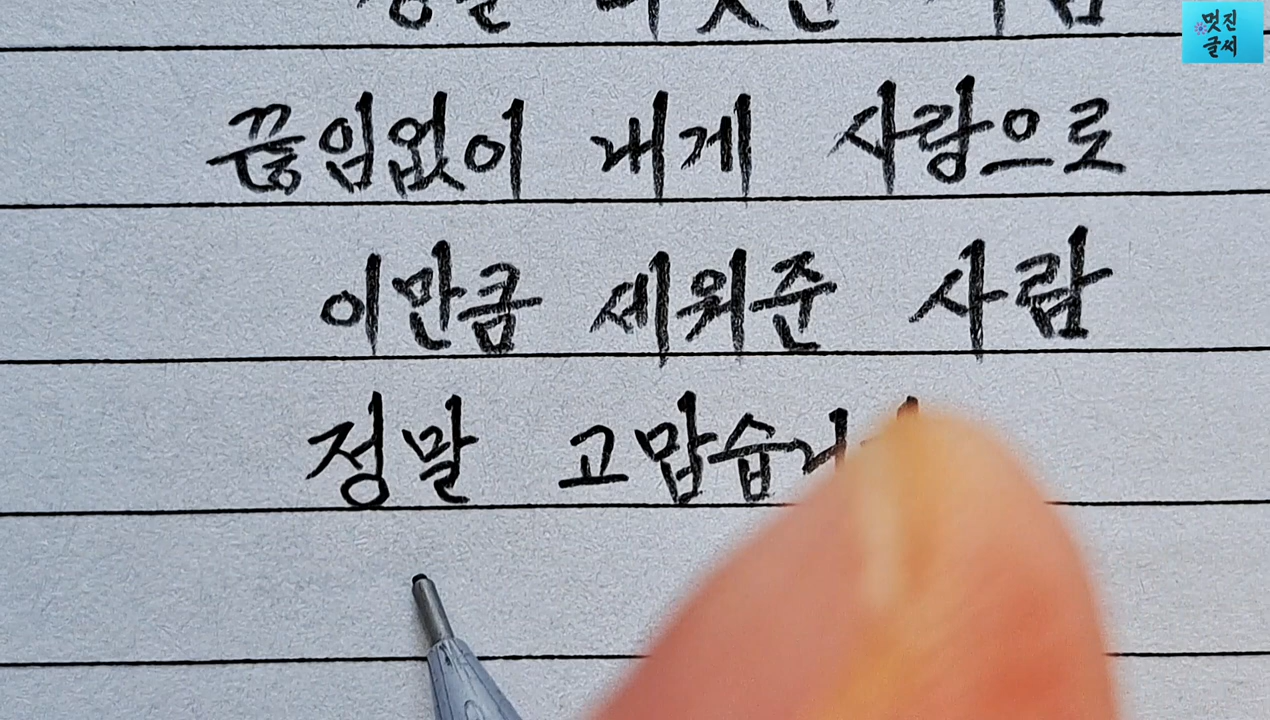 멋진
글씨
끊임없이 내게 사랑으로
이만큼 세워준 사람
정말 고맙습니